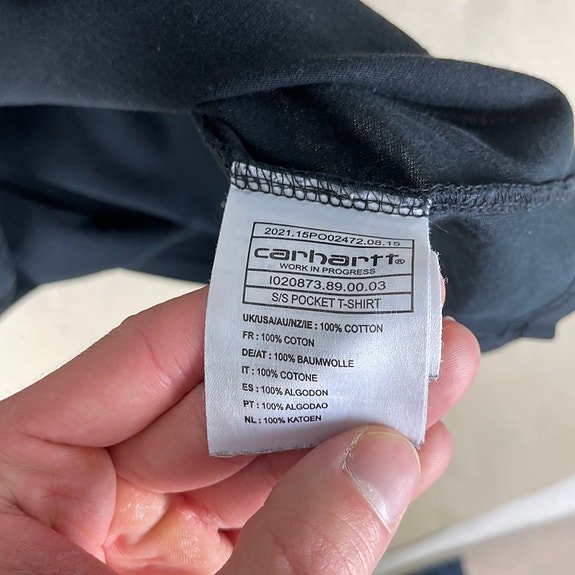 2021.15PO02472.08.15
carhartt®
WORK IN PROGRESS
I020873.89.00.03
S/S POCKET T-SHIRT
UK/USA/AU/NZ/IE : 100% COTTON
FR : 100% COTON
DE/AT : 100% BAUMWOLLE
IT : 100% COTONE
ES : 100% ALGODON
PT : 100% ALGODAO
NL : 100% KATOEN